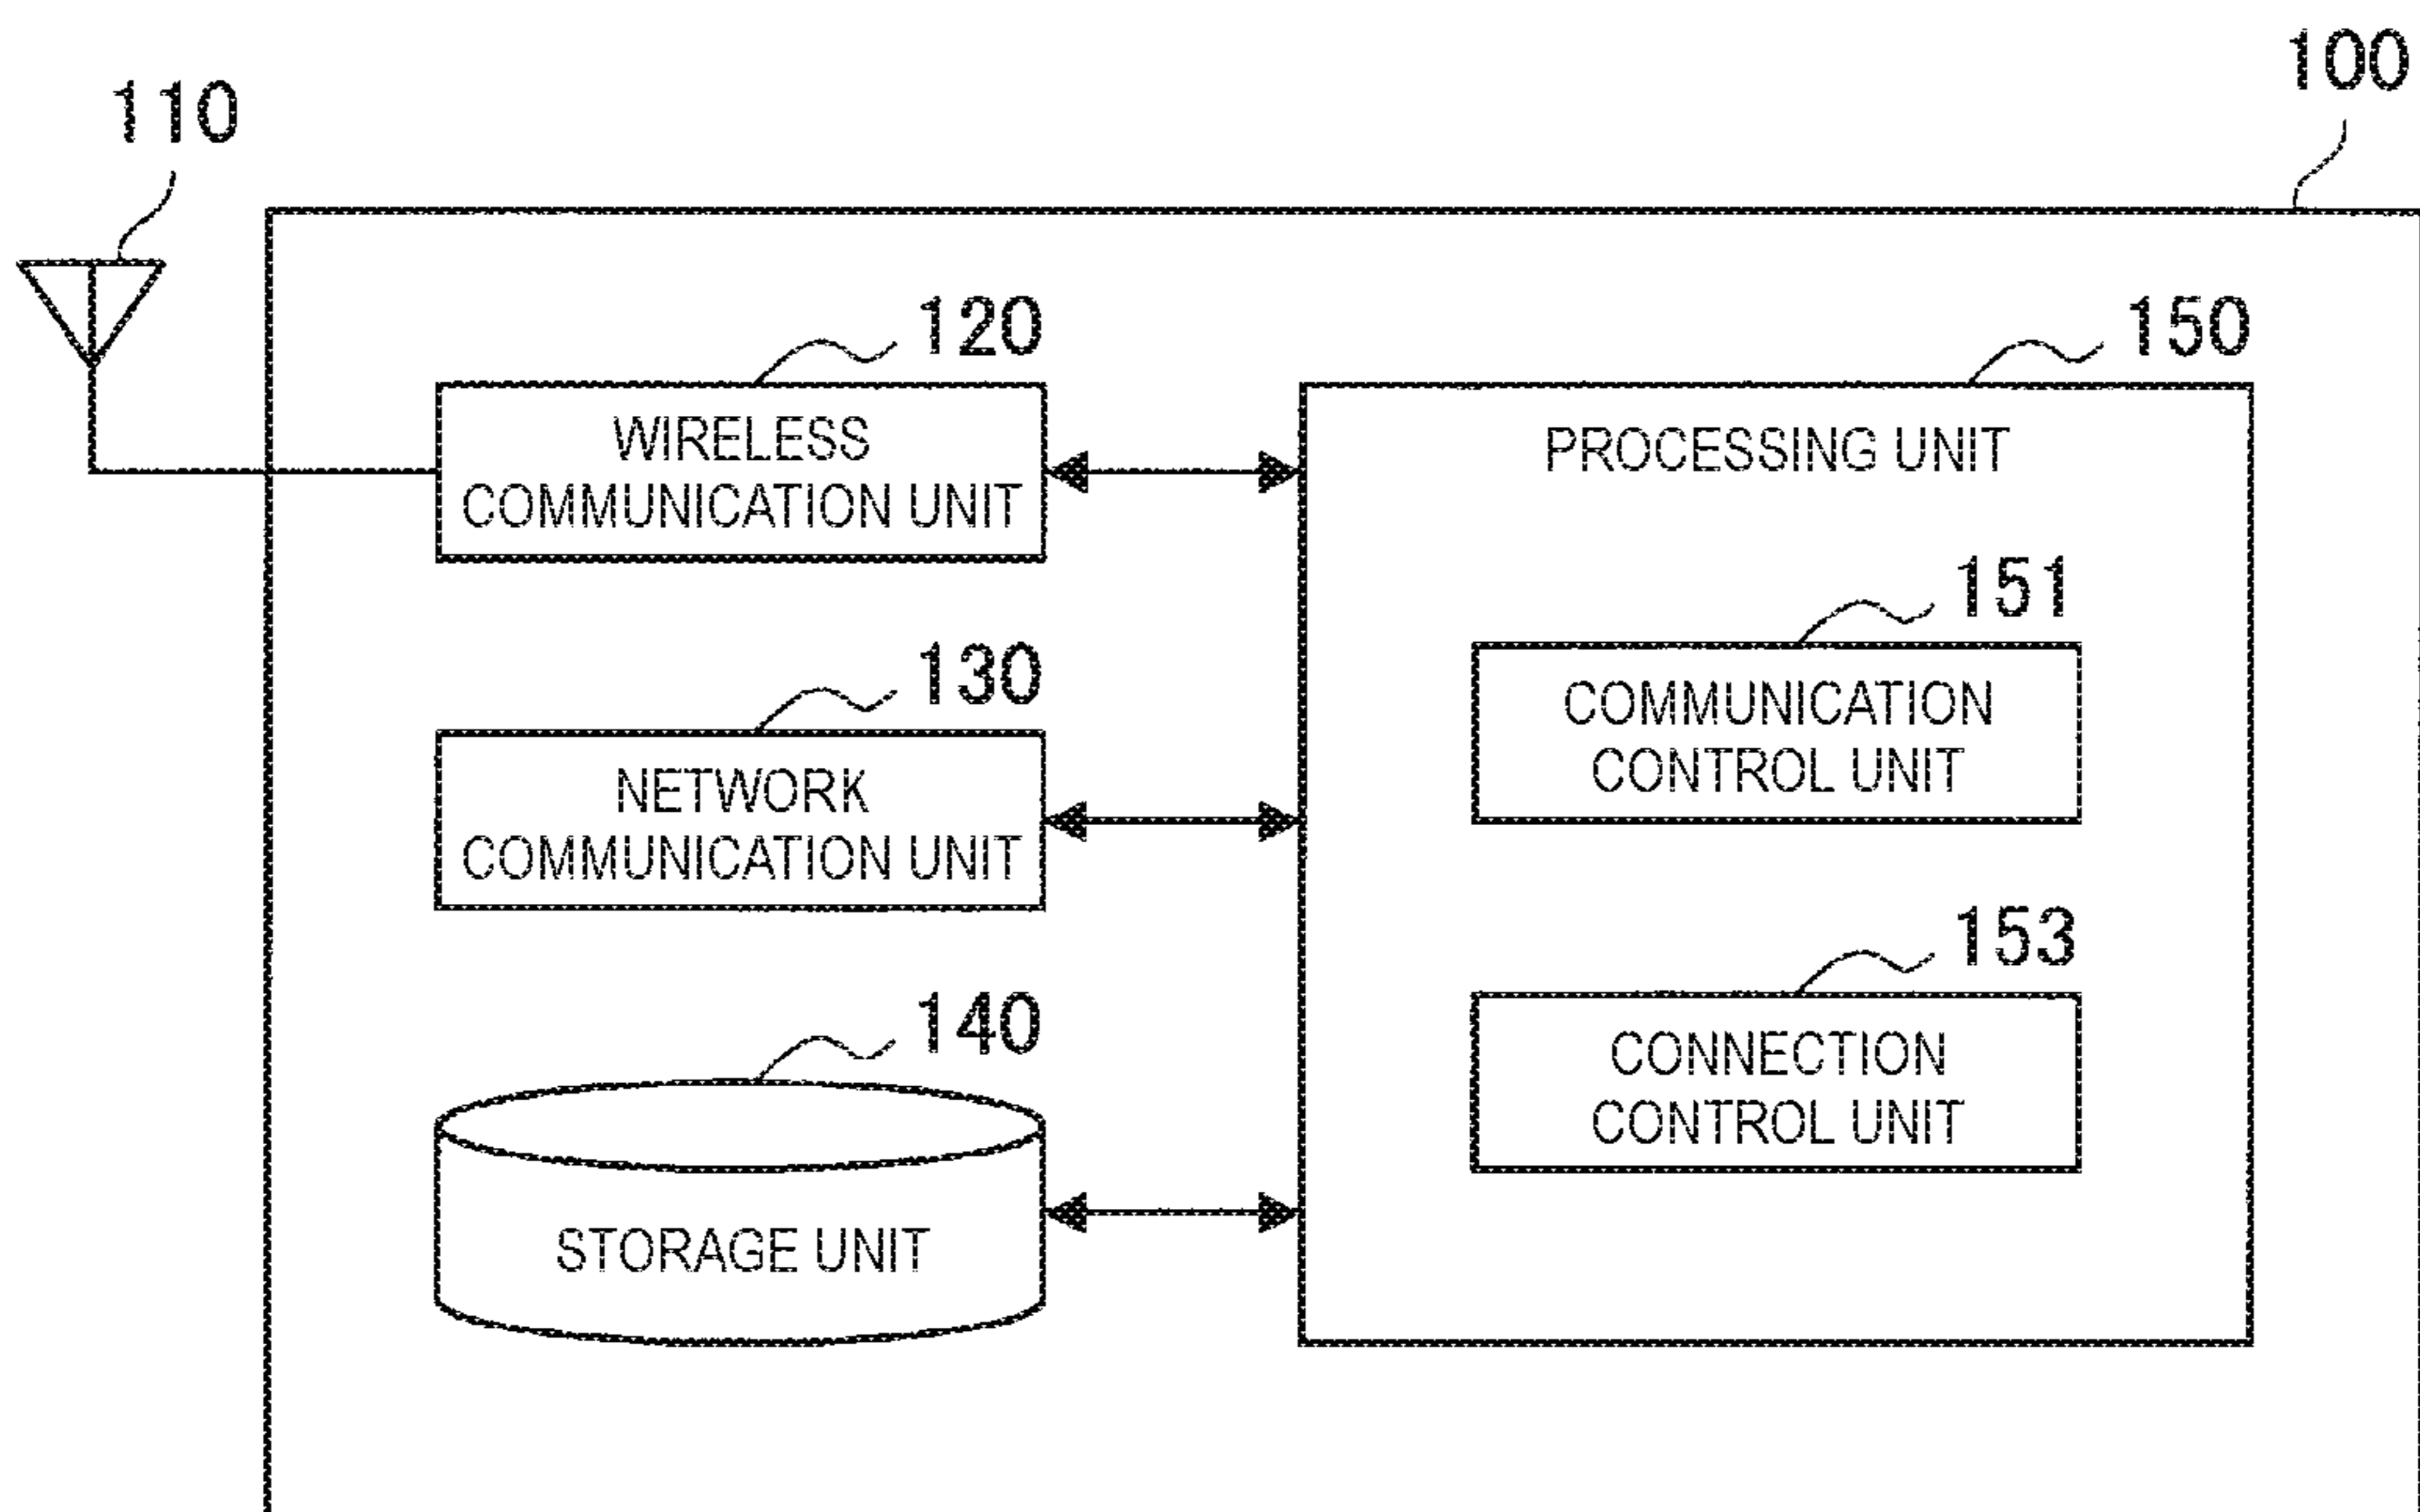 100
110
120
WIRELESS
COMMUNICATION UNIT
130
NETWORK
COMMUNICATION UNIT
140
STORAGE UNIT
150
PROCESSING UNIT
151
COMMUNICATION
CONTROL UNIT
153
CONNECTION
CONTROL UNIT